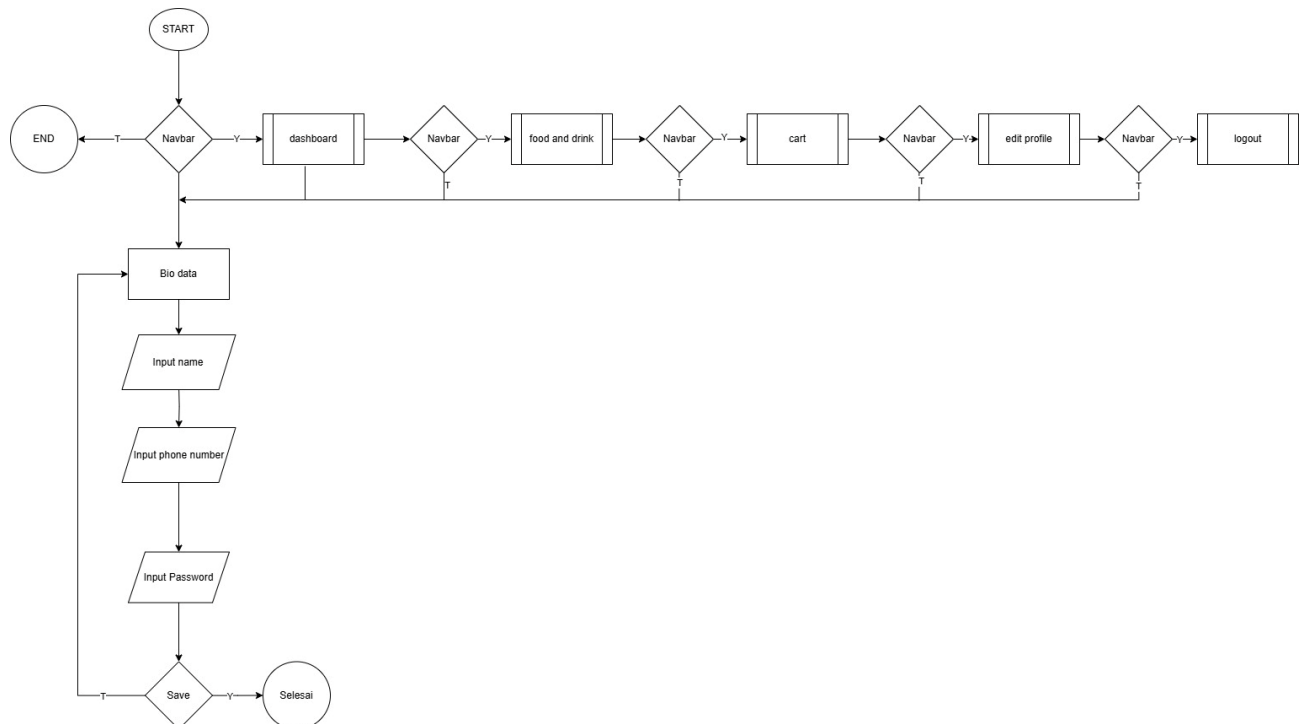 START
END
T
Navbar
Y
dashboard
Navbar
Y
food and drink
Navbar
Y
cart
Navbar
Y
edit profile
Navbar
Y
logout
T
T
T
T
Bio data
Input name
Input phone number
Input Password
T
Save
Y
Selesai